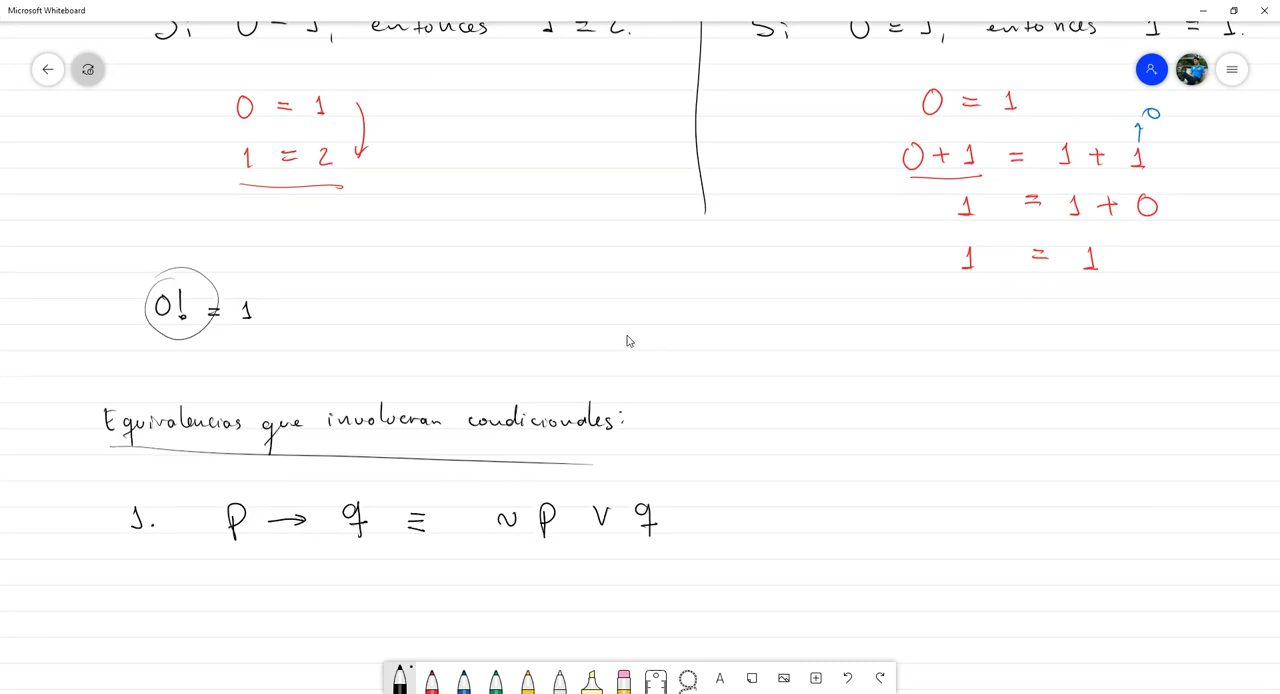 Microsoft Whiteboard
Si 0 = 1, entonces 1 = 2.
0 = 1
1 = 2
Si 0 = 1, entonces 1 = 1.
0 = 1
0
0 + 1 = 1 + 1
1 = 1 + 0
1 = 1
0! = 1
Equivalencias que involucran condicionales:
1. p → q ≡ ~ p ∨ q
A